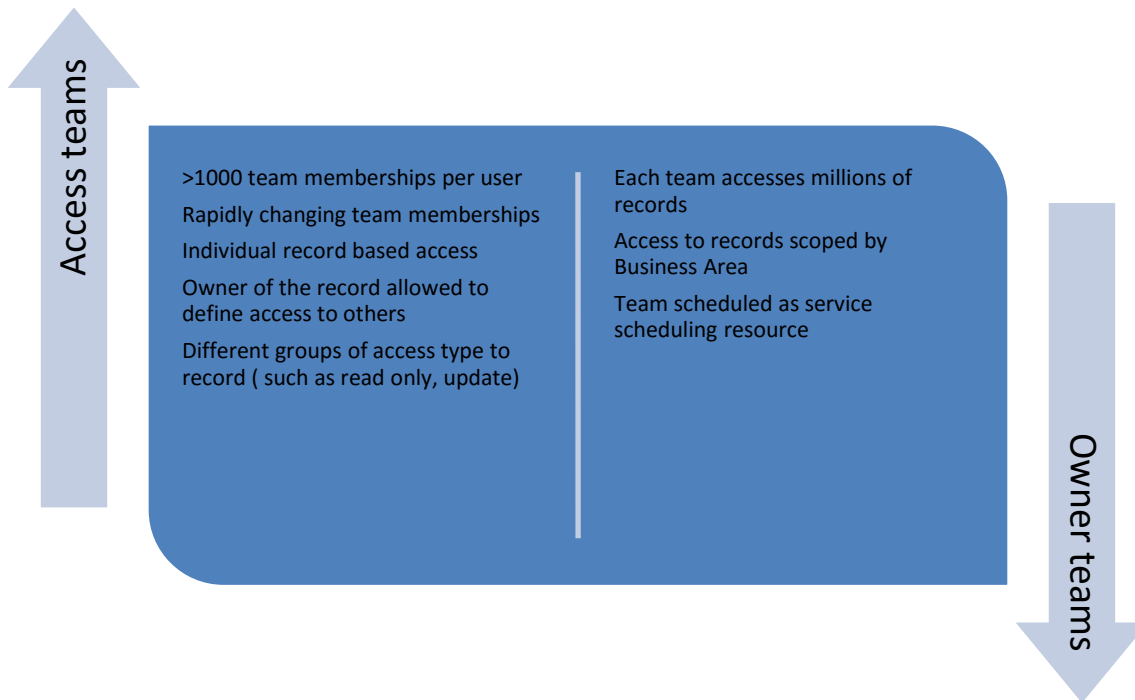 Access teams
>1000 team memberships per user
Rapidly changing team memberships
Individual record based access
Owner of the record allowed to
define access to others
Different groups of access type to
record ( such as read only, update)
Each team accesses millions of
records
Access to records scoped by
Business Area
Team scheduled as service
scheduling resource
Owner teams